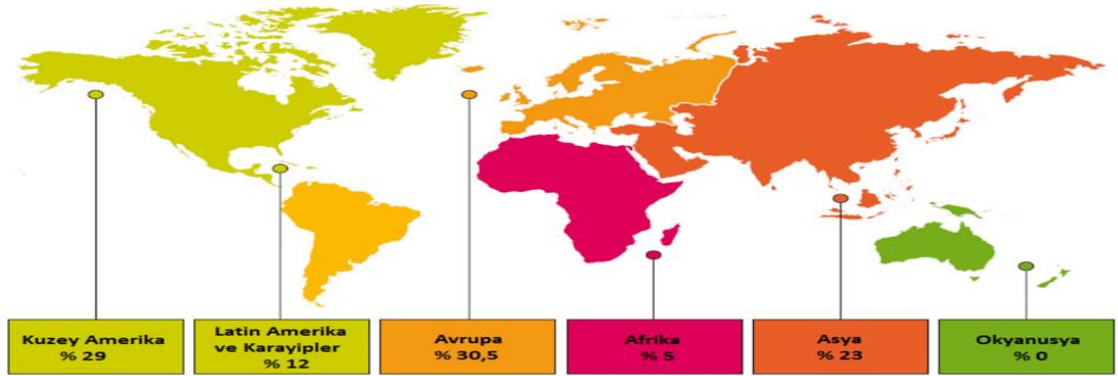 Kuzey Amerika
% 29
Latin Amerika
ve Karayipler
% 12
Avrupa
% 30,5
Afrika
% 5
Asya
% 23
Okyanusya
% 0